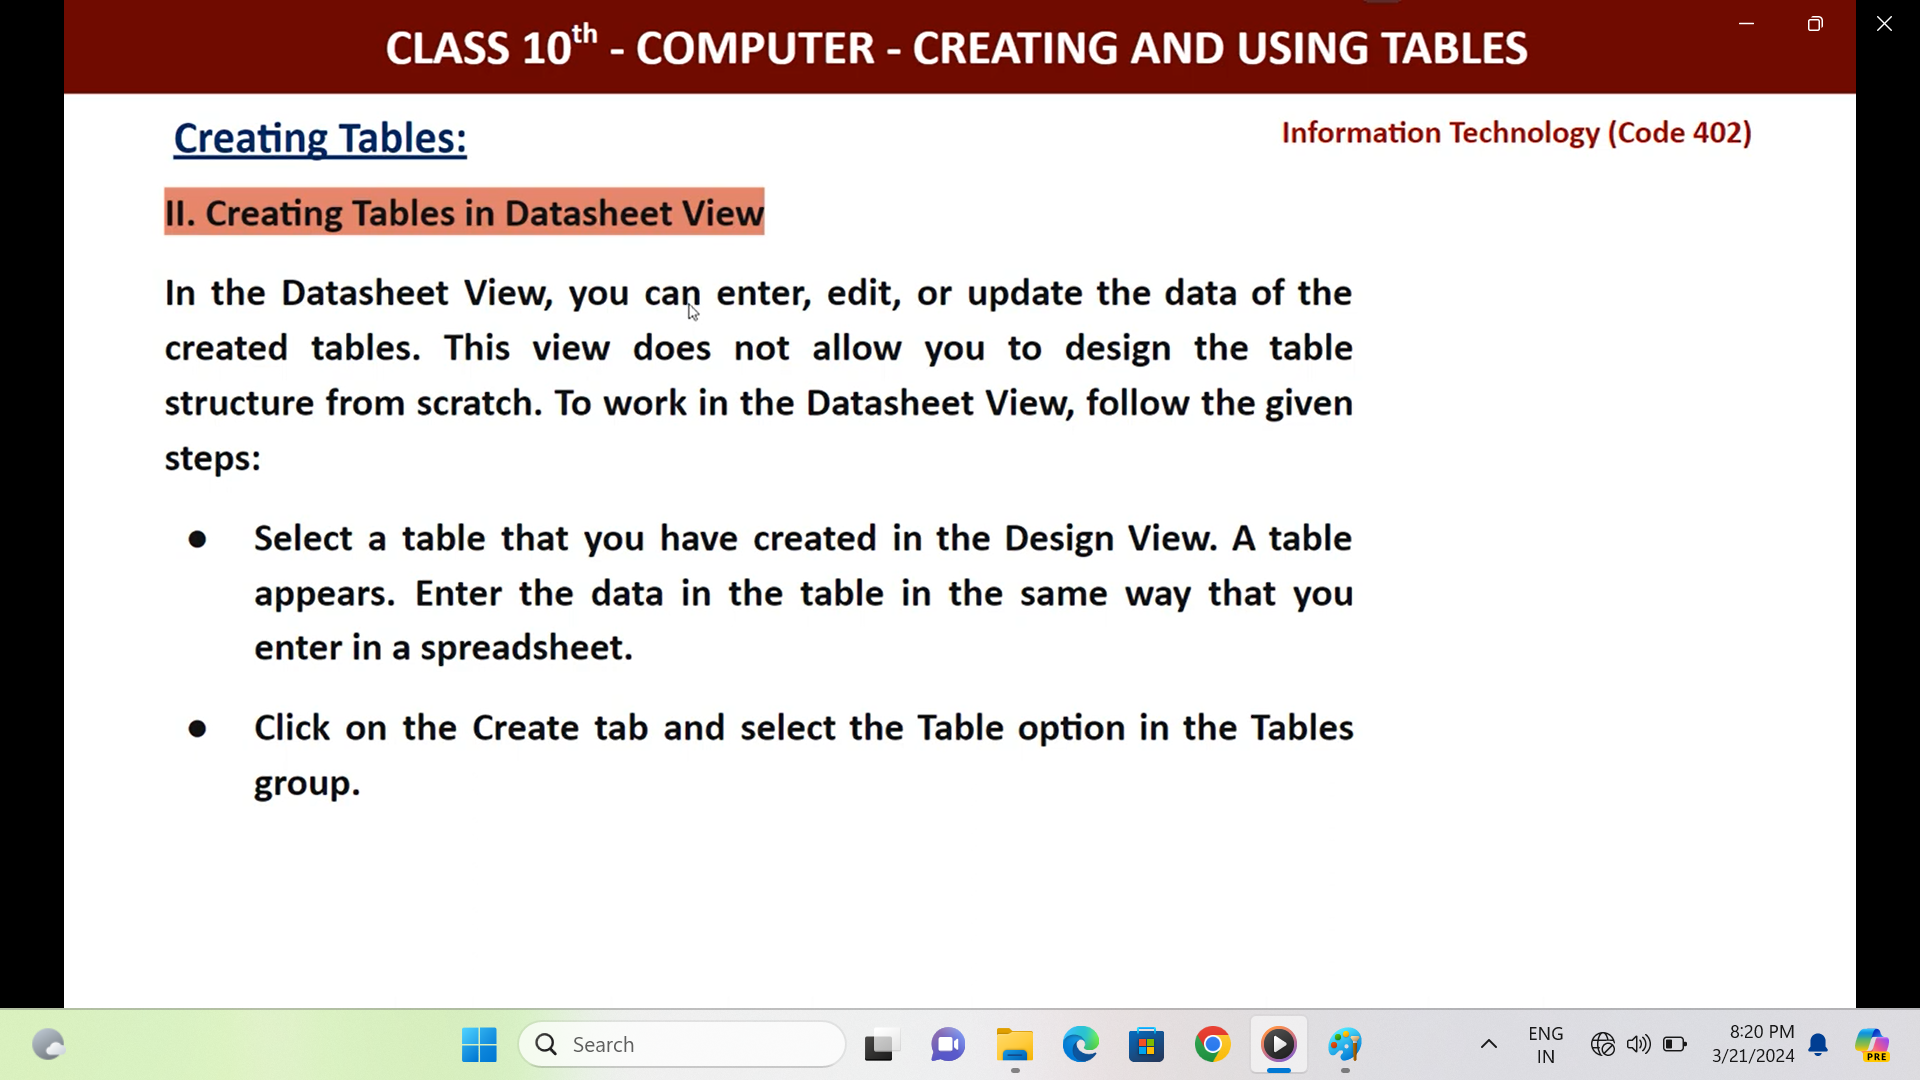 CLASS 10th - COMPUTER - CREATING AND USING TABLES
Creating Tables:
Information Technology (Code 402)
II. Creating Tables in Datasheet View
In the Datasheet View, you can enter, edit, or update the data of the
created tables. This view does not allow you to design the table
structure from scratch. To work in the Datasheet View, follow the given
steps:
● Select a table that you have created in the Design View. A table
appears. Enter the data in the table in the same way that you
enter in a spreadsheet.
● Click on the Create tab and select the Table option in the Tables
group.
Search
ENG
IN
8:20 PM
3/21/2024
PRE